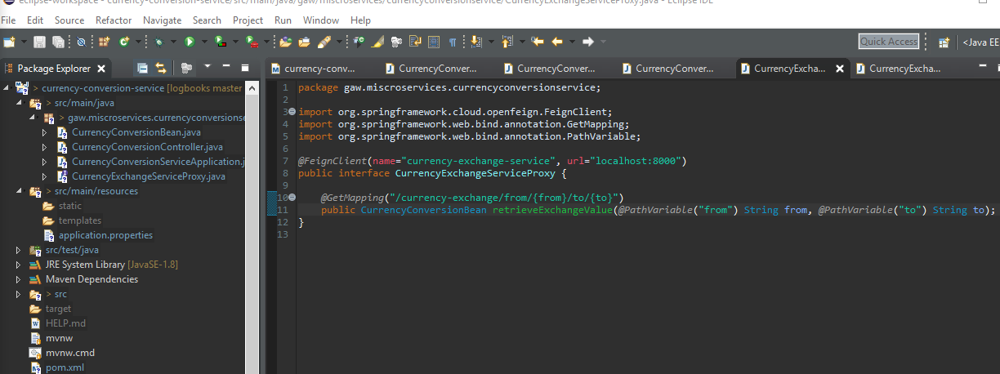 eclipse-workspace - currency-conversion-service/src/main/java/gaw/miscroservices/currencyconversionservice/CurrencyExchangeServiceProxy.java - Eclipse IDE
File Edit Source Refactor Navigate Search Project Run Window Help
Quick Access
<Java EE
Package Explorer
currency-conv...
CurrencyConver...
CurrencyConver...
CurrencyConver...
CurrencyExcha...
CurrencyExcha...
> currency-conversion-service [logbooks master
> src/main/java
> gaw.miscroservices.currencyconversionse
CurrencyConversionBean.java
CurrencyConversionController.java
CurrencyConversionServiceApplication.j
CurrencyExchangeServiceProxy.java
> src/main/resources
static
templates
application.properties
src/test/java
JRE System Library [JavaSE-1.8]
Maven Dependencies
> src
target
HELP.md
mvnw
mvnw.cmd
pom.xml
1 package gaw.miscroservices.currencyconversionservice;
2
3 import org.springframework.cloud.openfeign.FeignClient;
4 import org.springframework.web.bind.annotation.GetMapping;
5 import org.springframework.web.bind.annotation.PathVariable;
6
7 @FeignClient(name="currency-exchange-service", url="localhost:8000")
8 public interface CurrencyExchangeServiceProxy {
9
10 @GetMapping("/currency-exchange/from/{from}/to/{to}")
11 public CurrencyConversionBean retrieveExchangeValue(@PathVariable("from") String from, @PathVariable("to") String to);
12 }
13